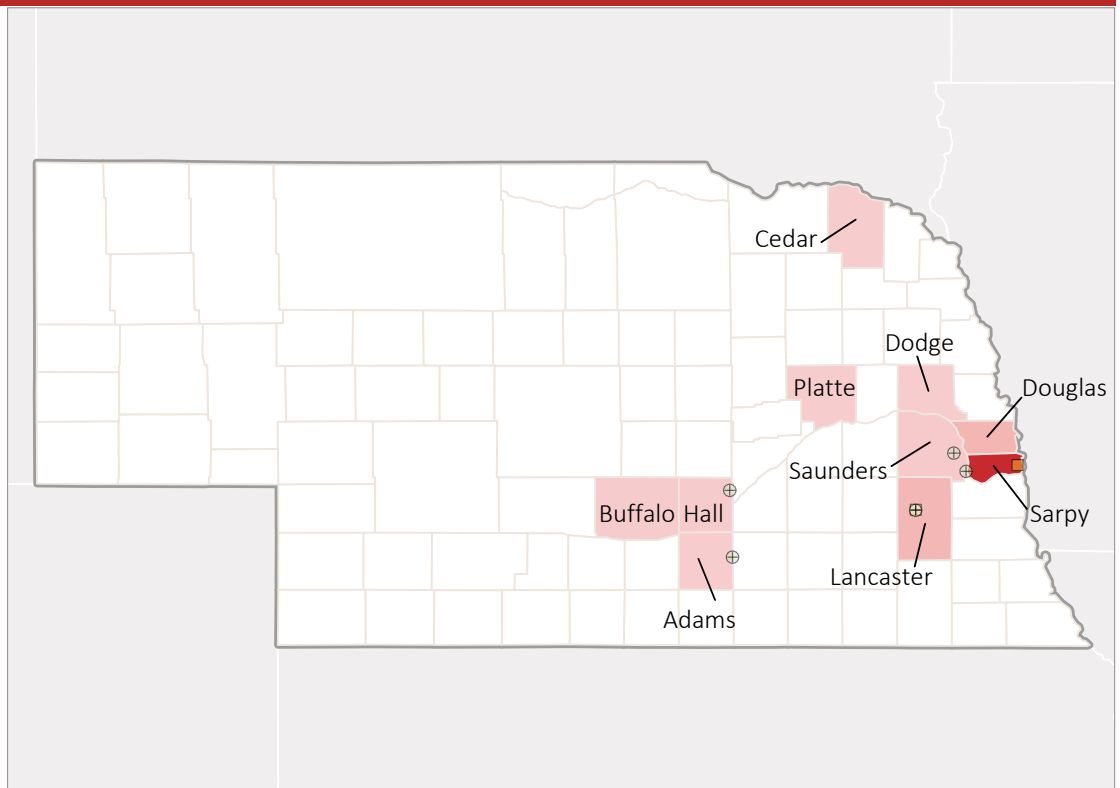 Cedar
Dodge
Platte
Douglas
Saunders
Buffalo
Hall
Sarpy
Lancaster
Adams